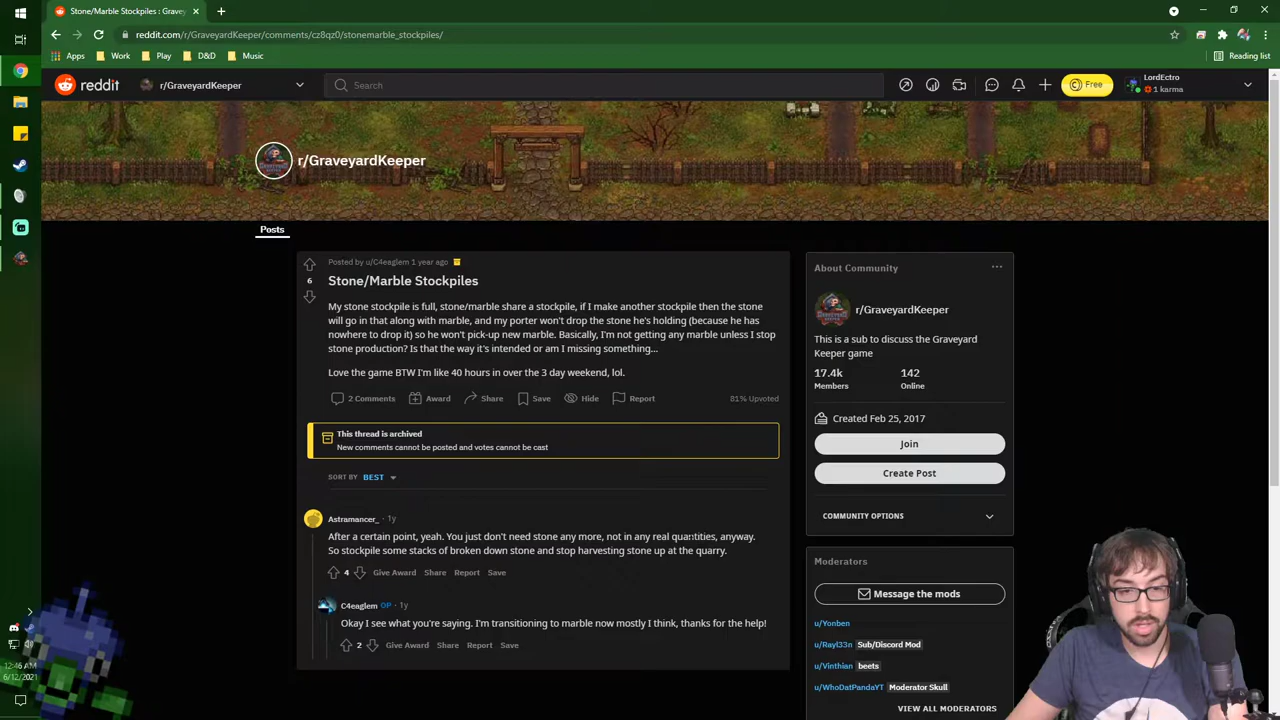 Stone/Marble Stockpiles : Grave
reddit.com/r/GraveyardKeeper/comments/cz8qz0/stonemarble_stockpiles/
Apps Work Play D&D Music Reading list
reddit r/GraveyardKeeper Search Free LordEctro
1 karma
r/GraveyardKeeper
Posts
Posted by u/C4eaglem 1 year ago
6
Stone/Marble Stockpiles
My stone stockpile is full, stone/marble share a stockpile, if I make another stockpile then the stone
will go in that along with marble, and my porter won't drop the stone he's holding (because he has
nowhere to drop it) so he won't pick-up new marble. Basically, I'm not getting any marble unless I stop
stone production? Is that the way it's intended or am I missing something...
Love the game BTW I'm like 40 hours in over the 3 day weekend, lol.
2 Comments Award Share Save Hide Report 81% Upvoted
This thread is archived
New comments cannot be posted and votes cannot be cast
SORT BY BEST
Astramancer_ · 1y
After a certain point, yeah. You just don't need stone any more, not in any real quantities, anyway.
So stockpile some stacks of broken down stone and stop harvesting stone up at the quarry.
4 Give Award Share Report Save
C4eaglem OP · 1y
Okay I see what you're saying. I'm transitioning to marble now mostly I think, thanks for the help!
2 Give Award Share Report Save
About Community
r/GraveyardKeeper
This is a sub to discuss the Graveyard
Keeper game
17.4k 142
Members Online
Created Feb 25, 2017
Join
Create Post
COMMUNITY OPTIONS
Moderators
Message the mods
u/Yonben
u/Rayl33n Sub/Discord Mod
u/Vinthian beets
u/WhoDatPandaYT Moderator Skull
VIEW ALL MODERATORS
12:46 AM
6/12/2021